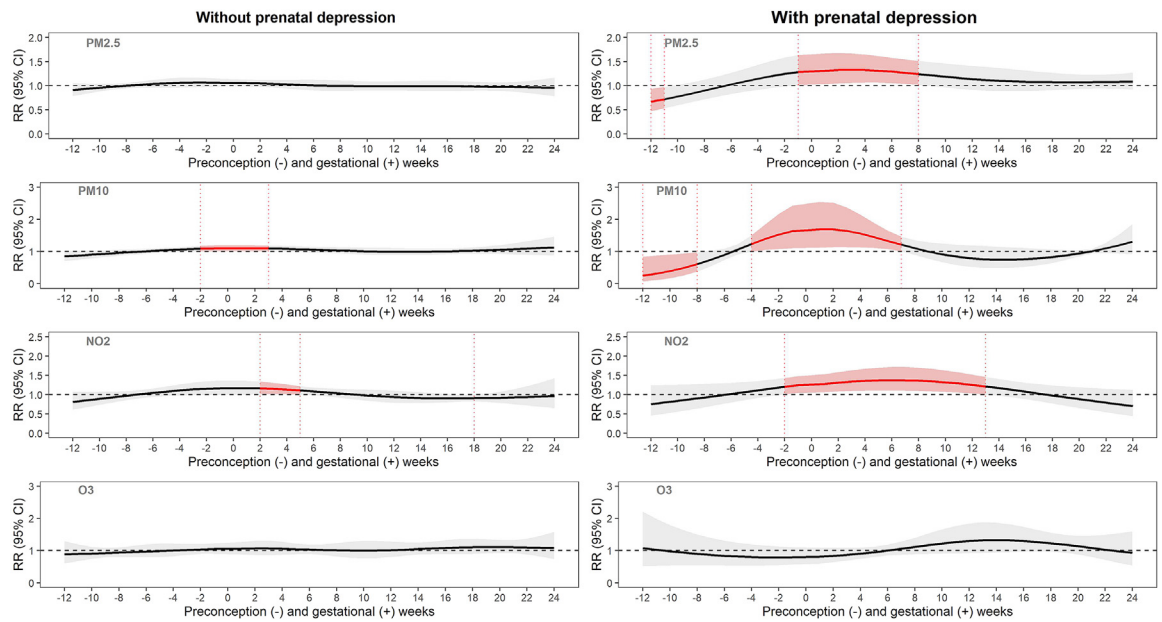 Without prenatal depression
With prenatal depression
PM2.5
RR (95% CI)
2.0
1.5
1.0
0.5
0.0
-12 -10 -8 -6 -4 -2 0 2 4 6 8 10 12 14 16 18 20 22 24
Preconception (-) and gestational (+) weeks
PM2.5
RR (95% CI)
2.0
1.5
1.0
0.5
0.0
-12 -10 -8 -6 -4 -2 0 2 4 6 8 10 12 14 16 18 20 22 24
Preconception (-) and gestational (+) weeks
PM10
RR (95% CI)
3
2
1
0
-12 -10 -8 -6 -4 -2 0 2 4 6 8 10 12 14 16 18 20 22 24
Preconception (-) and gestational (+) weeks
PM10
RR (95% CI)
3
2
1
0
-12 -10 -8 -6 -4 -2 0 2 4 6 8 10 12 14 16 18 20 22 24
Preconception (-) and gestational (+) weeks
NO2
RR (95% CI)
2.5
2.0
1.5
1.0
0.5
0.0
-12 -10 -8 -6 -4 -2 0 2 4 6 8 10 12 14 16 18 20 22 24
Preconception (-) and gestational (+) weeks
NO2
RR (95% CI)
2.5
2.0
1.5
1.0
0.5
0.0
-12 -10 -8 -6 -4 -2 0 2 4 6 8 10 12 14 16 18 20 22 24
Preconception (-) and gestational (+) weeks
O3
RR (95% CI)
3
2
1
0
-12 -10 -8 -6 -4 -2 0 2 4 6 8 10 12 14 16 18 20 22 24
Preconception (-) and gestational (+) weeks
O3
RR (95% CI)
3
2
1
0
-12 -10 -8 -6 -4 -2 0 2 4 6 8 10 12 14 16 18 20 22 24
Preconception (-) and gestational (+) weeks